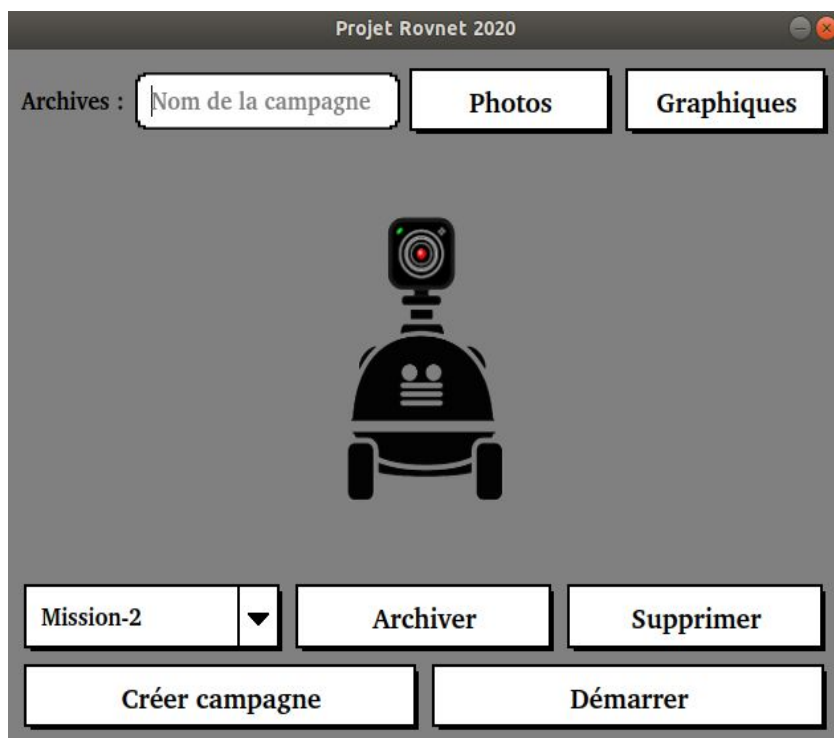 Projet Rovnet 2020
Archives : Nom de la campagne Photos Graphiques
Mission-2 Archiver Supprimer
Créer campagne Démarrer